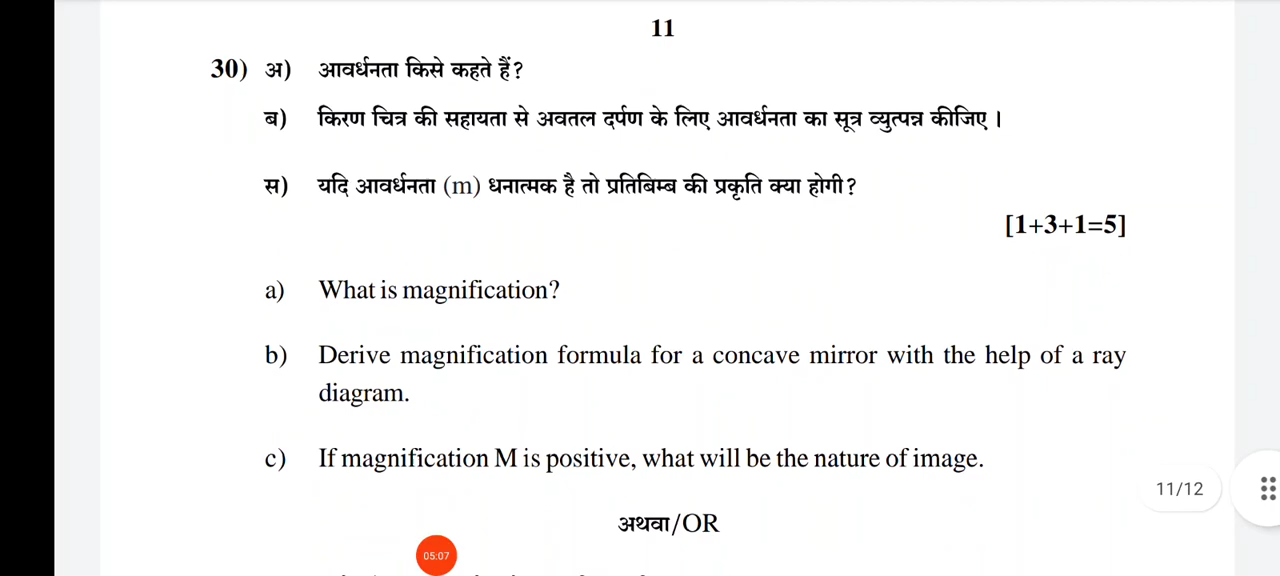 11
30) अ) आवर्धनता किसे कहते हैं?
ब) किरण चित्र की सहायता से अवतल दर्पण के लिए आवर्धनता का सूत्र व्युत्पन्न कीजिए।
स) यदि आवर्धनता (m) धनात्मक है तो प्रतिबिम्ब की प्रकृति क्या होगी?
[1+3+1=5]
a) What is magnification?
b) Derive magnification formula for a concave mirror with the help of a ray
diagram.
c) If magnification M is positive, what will be the nature of image.
11/12
अथवा/OR
05:07